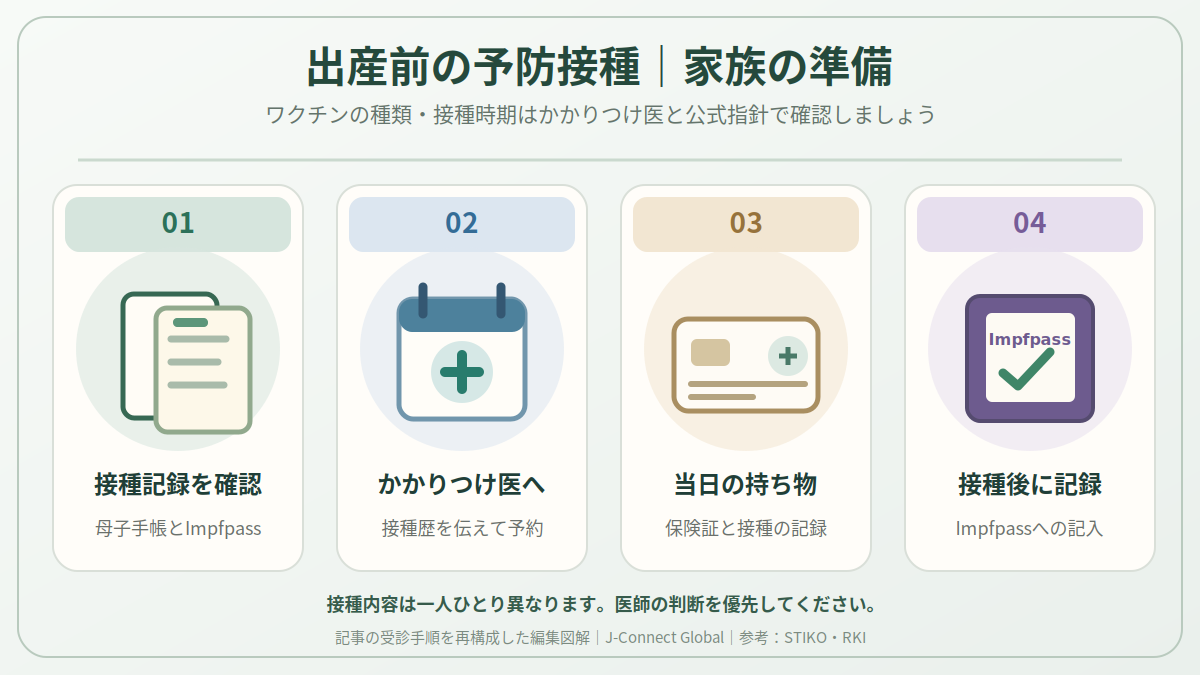 出産前の予防接種｜家族の準備
ワクチンの種類・接種時期はかかりつけ医と公式指針で確認しましょう
01
接種記録を確認
母子手帳とImpfpass
02
かかりつけ医へ
接種歴を伝えて予約
03
当日の持ち物
保険証と接種の記録
04
Impfpass
接種後に記録
Impfpassへの記入
接種内容は一人ひとり異なります。医師の判断を優先してください。
記事の受診手順を再構成した編集図解｜J-Connect Global｜参考：STIKO・RKI